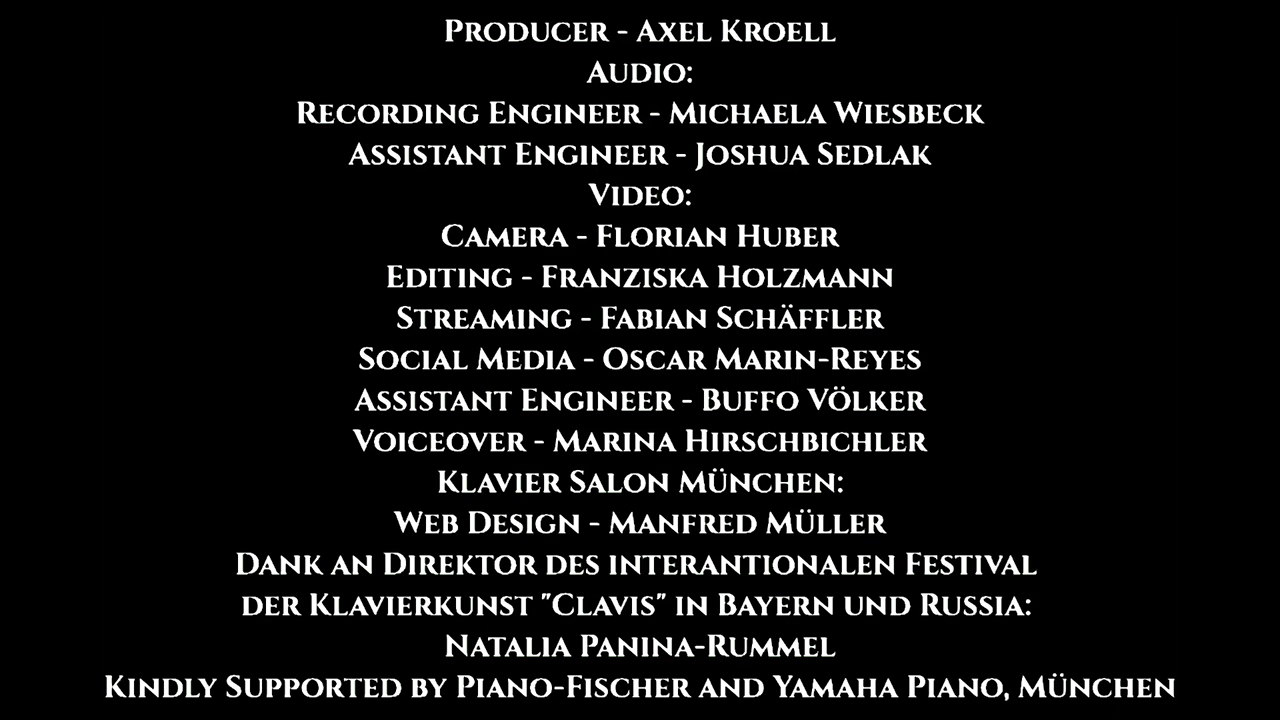 Producer - Axel Kroell
Audio:
Recording Engineer - Michaela Wiesbeck
Assistant Engineer - Joshua Sedlak
Video:
Camera - Florian Huber
Editing - Franziska Holzmann
Streaming - Fabian Schäffler
Social Media - Oscar Marin-Reyes
Assistant Engineer - Buffo Völker
Voiceover - Marina Hirschbichler
Klavier Salon München:
Web Design - Manfred Müller
Dank an Direktor des interantionalen Festival
der Klavierkunst "Clavis" in Bayern und Russia:
Natalia Panina-Rummel
Kindly Supported by Piano-Fischer and Yamaha Piano, München